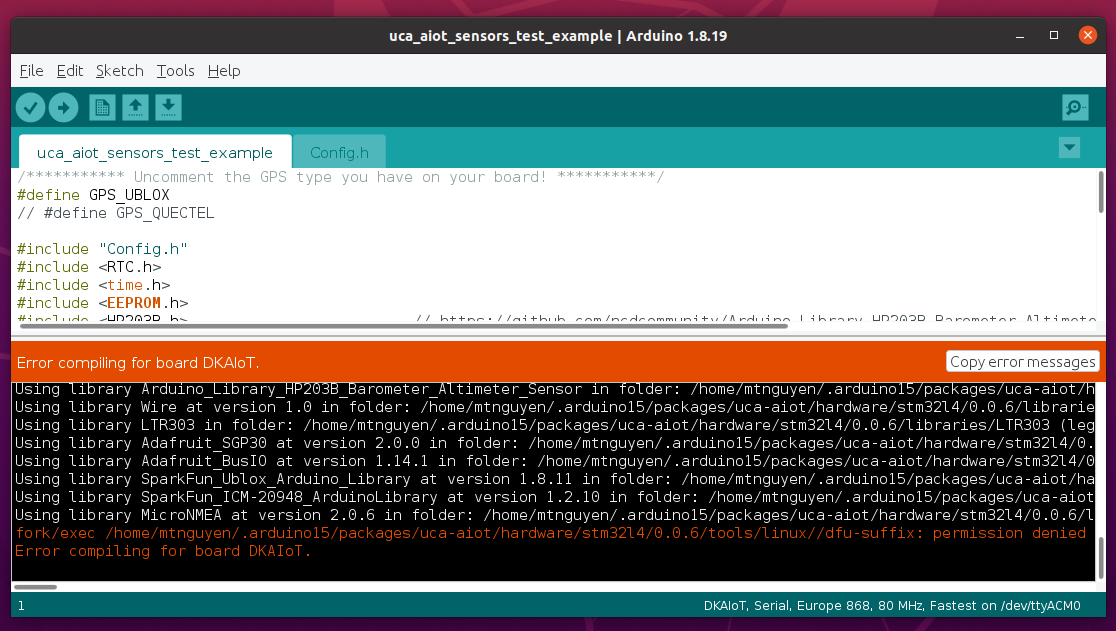 uca_aiot_sensors_test_example | Arduino 1.8.19
File Edit Sketch Tools Help
uca_aiot_sensors_test_example Config.h
/*********** Uncomment the GPS type you have on your board! ***********/
#define GPS_UBLOX
// #define GPS_QUECTEL
#include "Config.h"
#include <RTC.h>
#include <time.h>
#include <EEPROM.h>
#include <HP203B.h> // https://github.com/ncdcommunity/Arduino_Library_HP203B_Barometer_Altimete
Error compiling for board DKAIoT.
Copy error messages
Using library Arduino_Library_HP203B_Barometer_Altimeter_Sensor in folder: /home/mtnguyen/.arduino15/packages/uca-aiot/h
Using library Wire at version 1.0 in folder: /home/mtnguyen/.arduino15/packages/uca-aiot/hardware/stm32l4/0.0.6/librarie
Using library LTR303 in folder: /home/mtnguyen/.arduino15/packages/uca-aiot/hardware/stm32l4/0.0.6/libraries/LTR303 (leg
Using library Adafruit_SGP30 at version 2.0.0 in folder: /home/mtnguyen/.arduino15/packages/uca-aiot/hardware/stm32l4/0.
Using library Adafruit_BusIO at version 1.14.1 in folder: /home/mtnguyen/.arduino15/packages/uca-aiot/hardware/stm32l4/0
Using library SparkFun_Ublox_Arduino_Library at version 1.8.11 in folder: /home/mtnguyen/.arduino15/packages/uca-aiot/ha
Using library SparkFun_ICM-20948_ArduinoLibrary at version 1.2.10 in folder: /home/mtnguyen/.arduino15/packages/uca-aiot
Using library MicroNMEA at version 2.0.6 in folder: /home/mtnguyen/.arduino15/packages/uca-aiot/hardware/stm32l4/0.0.6/l
fork/exec /home/mtnguyen/.arduino15/packages/uca-aiot/hardware/stm32l4/0.0.6/tools/linux//dfu-suffix: permission denied
Error compiling for board DKAIoT.
1 DKAIoT, Serial, Europe 868, 80 MHz, Fastest on /dev/ttyACM0